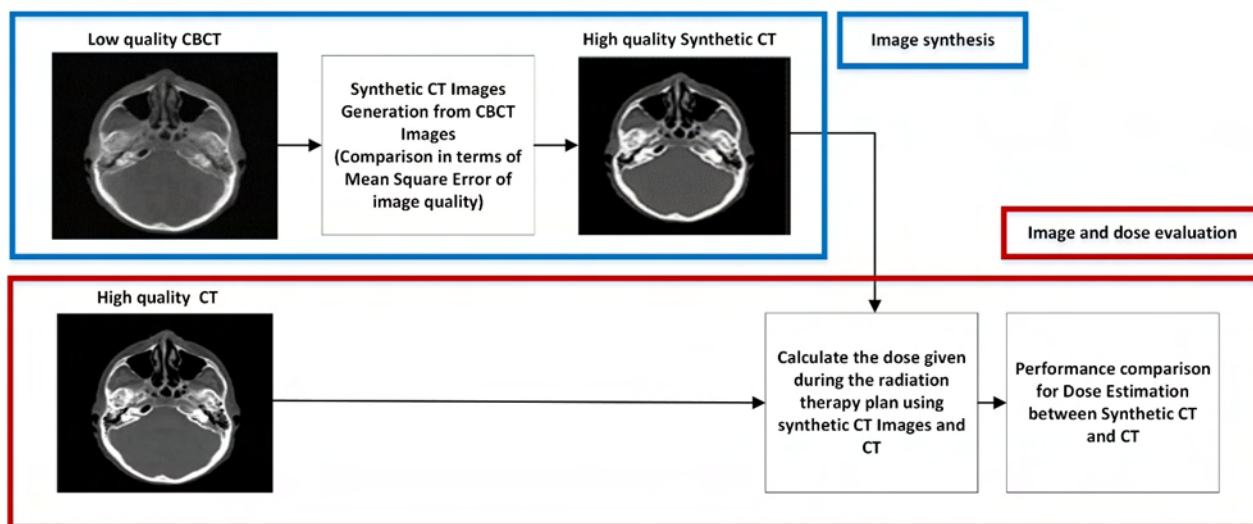 Low quality CBCT
Synthetic CT Images
Generation from CBCT
Images
(Comparison in terms of
Mean Square Error of
image quality)
High quality Synthetic CT
Image synthesis
Image and dose evaluation
High quality CT
Calculate the dose given
during the radiation
therapy plan using
synthetic CT Images and
CT
Performance comparison
for Dose Estimation
between Synthetic CT
and CT